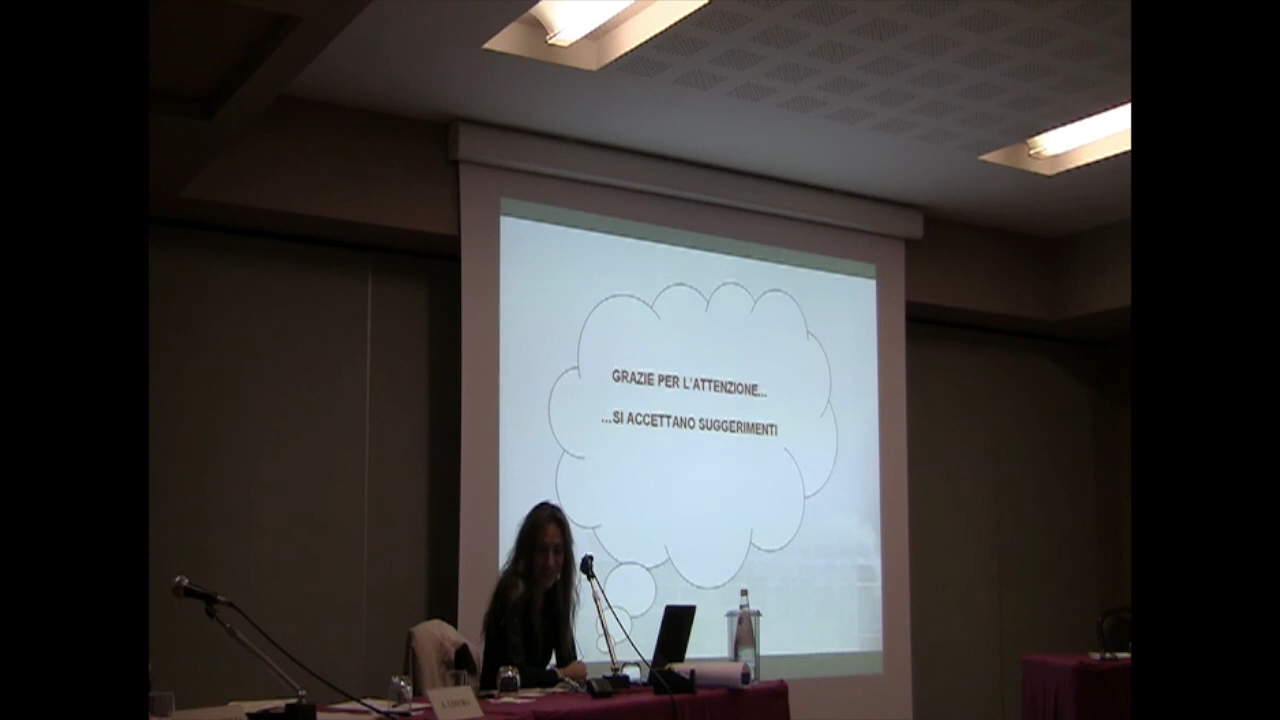 GRAZIE PER L'ATTENZIONE...
...SI ACCETTANO SUGGERIMENTI